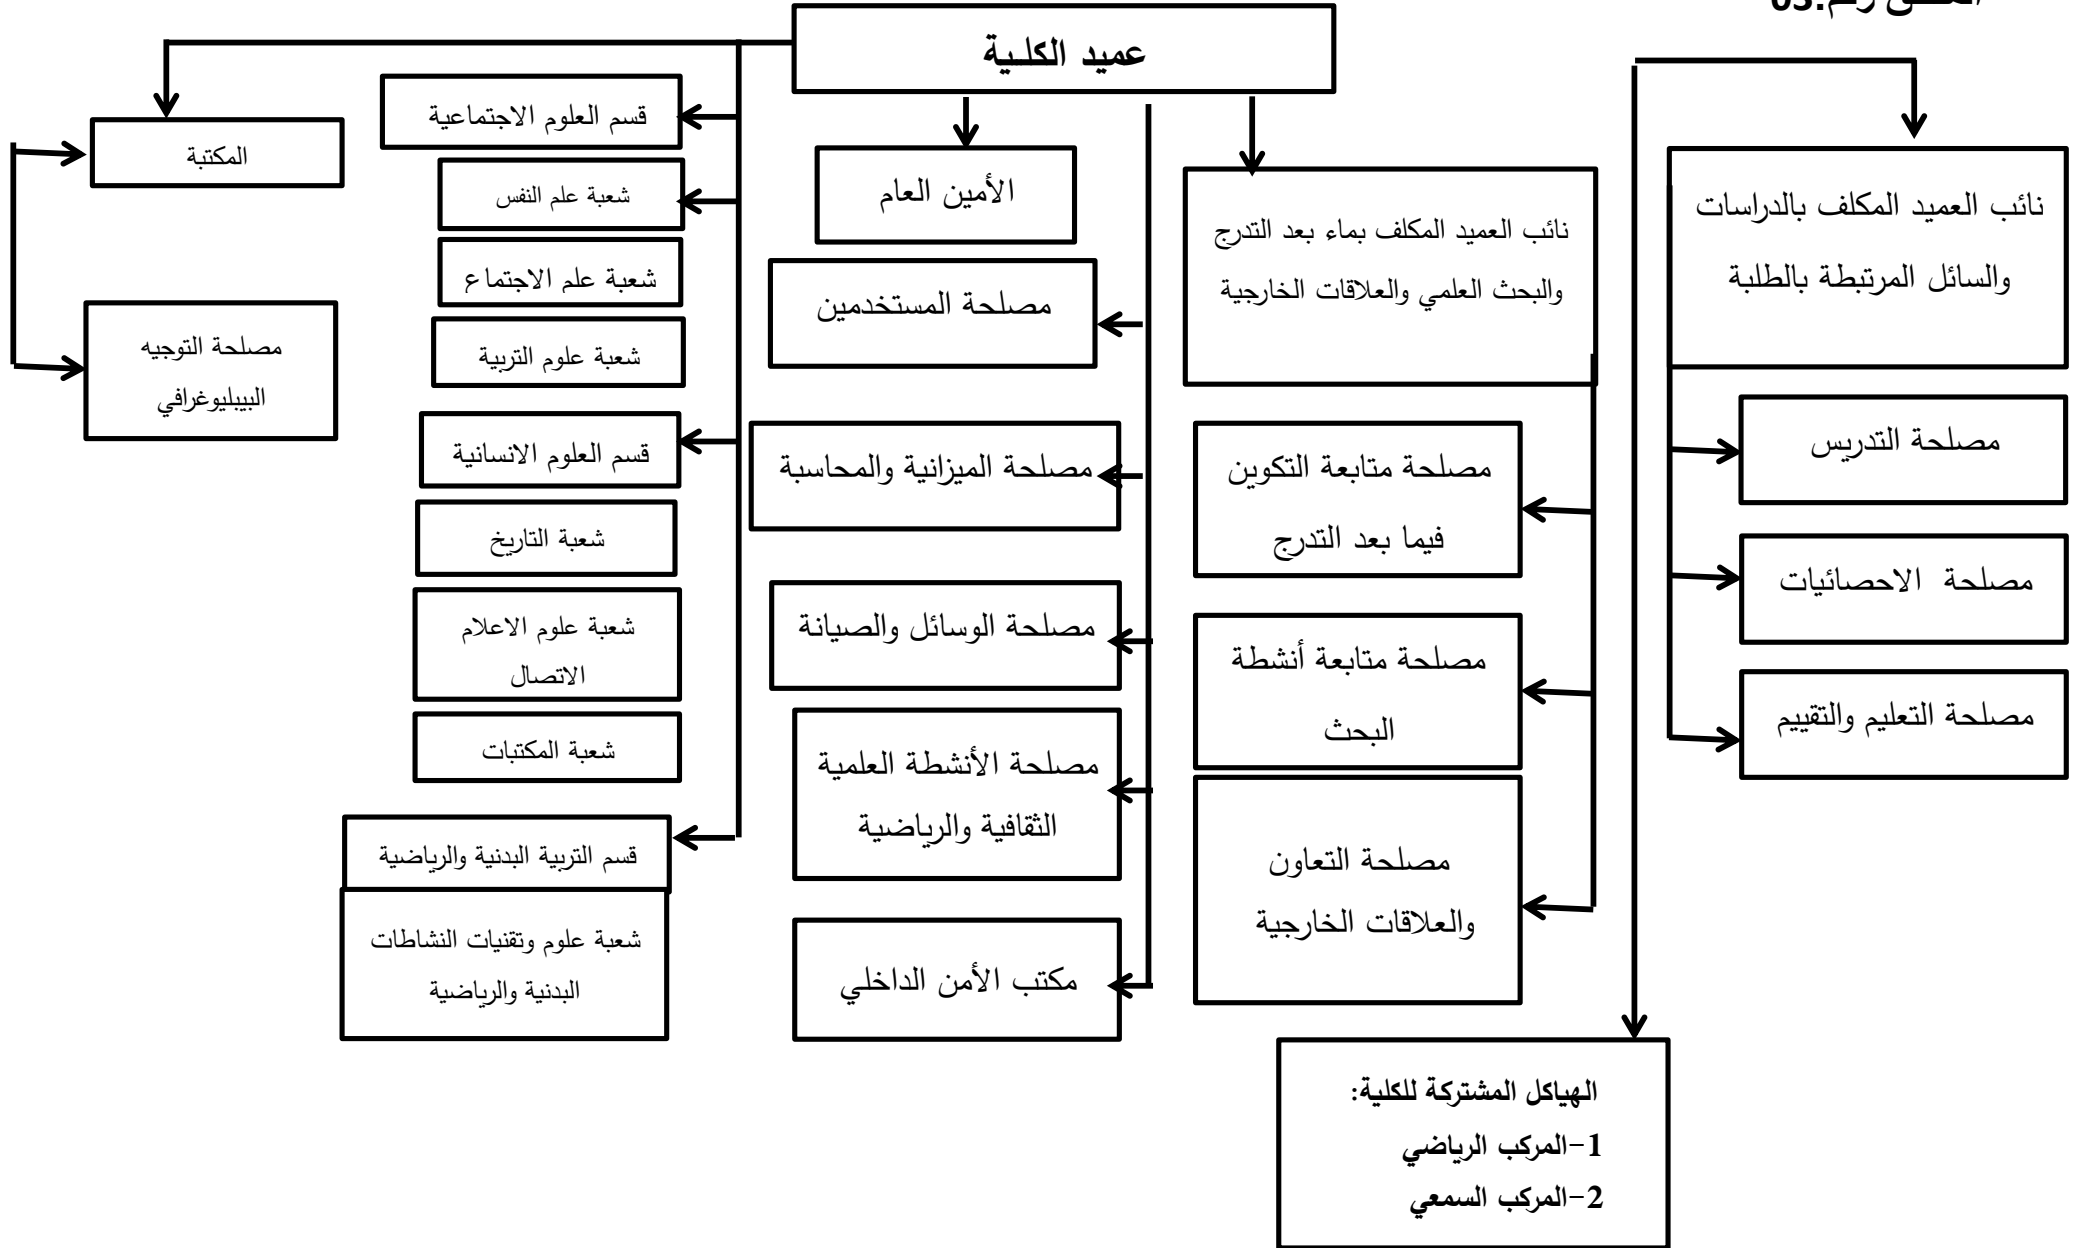 رقم:03
عميد الكلية
نائب العميد المكلف بالدراسات
والسائل المرتبطة بالطلبة
مصلحة التدريس
مصلحة الاحصائيات
مصلحة التعليم والتقييم
نائب العميد المكلف بماء بعد التدرج
والبحث العلمي والعلاقات الخارجية
مصلحة متابعة التكوين
فيما بعد التدرج
مصلحة متابعة أنشطة
البحث
مصلحة التعاون
والعلاقات الخارجية
الهياكل المشتركة للكلية:
1-المركب الرياضي
2-المركب السمعي
الأمين العام
مصلحة المستخدمين
مصلحة الميزانية والمحاسبة
مصلحة الوسائل والصيانة
مصلحة الأنشطة العلمية
الثقافية والرياضية
مكتب الأمن الداخلي
قسم العلوم الاجتماعية
شعبة علم النفس
شعبة علم الاجتماع
شعبة علوم التربية
قسم العلوم الانسانية
شعبة التاريخ
شعبة علوم الاعلام
الاتصال
شعبة المكتبات
قسم التربية البدنية والرياضية
شعبة علوم وتقنيات النشاطات
البدنية والرياضية
المكتبة
مصلحة التوجيه
البيبليوغرافي